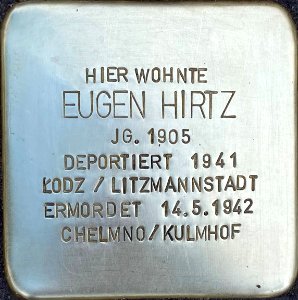 HIER WOHNTE
EUGEN HIRTZ
JG. 1905
DEPORTIERT 1941
ŁODZ / LITZMANNSTADT
ERMORDET 14.5.1942
CHELMNO/KULMHOF